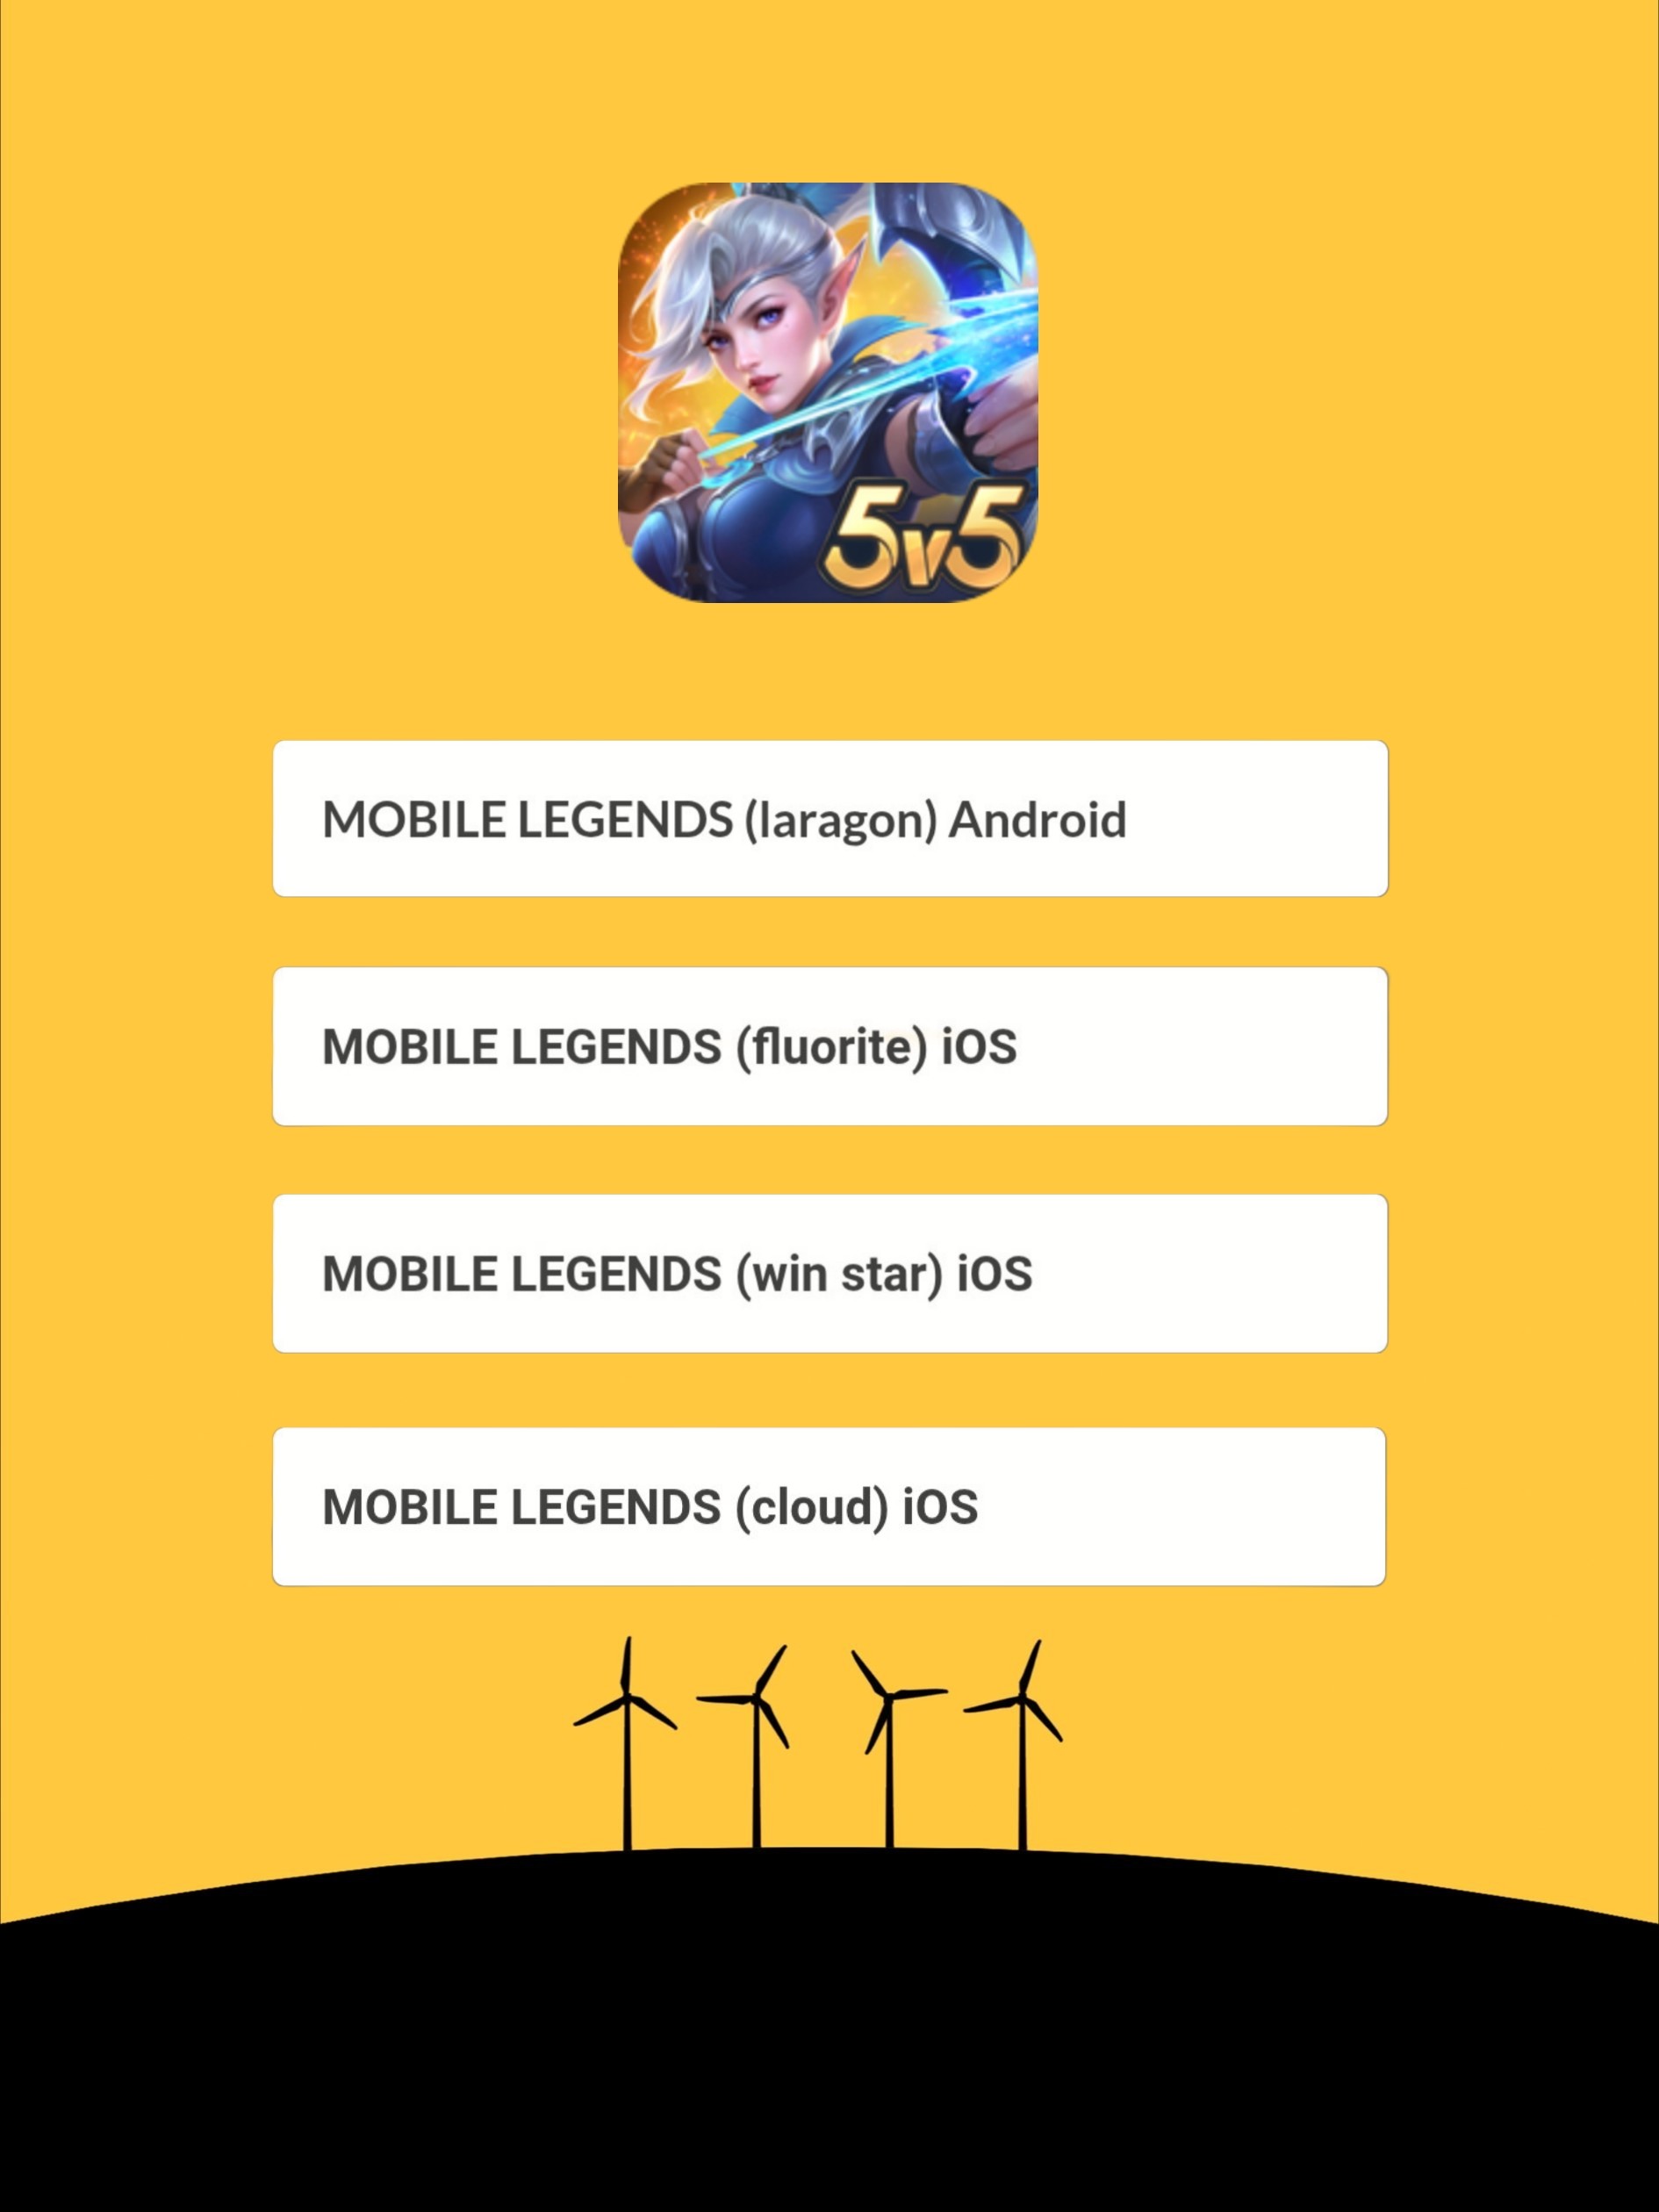 5v5
MOBILE LEGENDS (laragon) Android
MOBILE LEGENDS (fluorite) iOS
MOBILE LEGENDS (win star) iOS
MOBILE LEGENDS (cloud) iOS